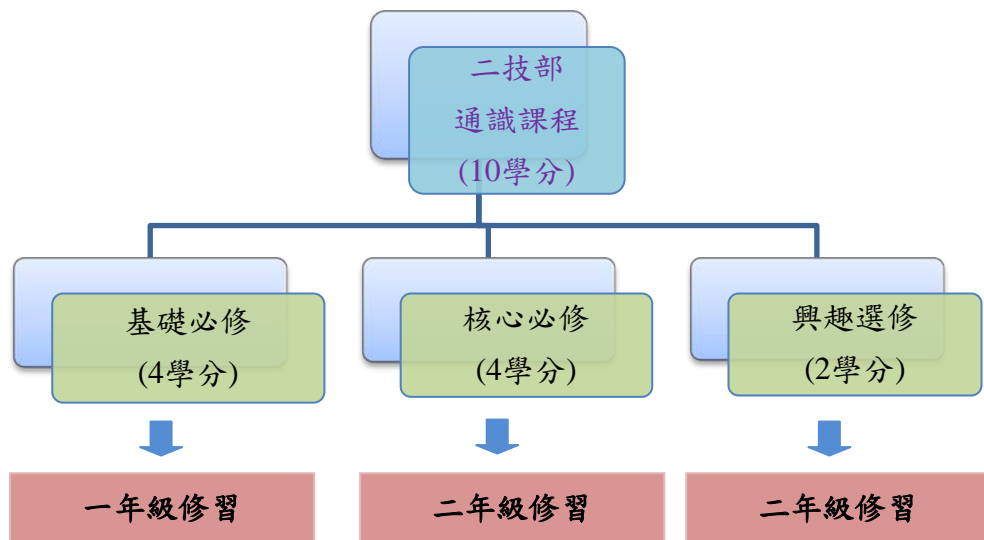 二技部
通識課程
(10學分)
基礎必修
(4學分)
核心必修
(4學分)
興趣選修
(2學分)
一年級修習
二年級修習
二年級修習